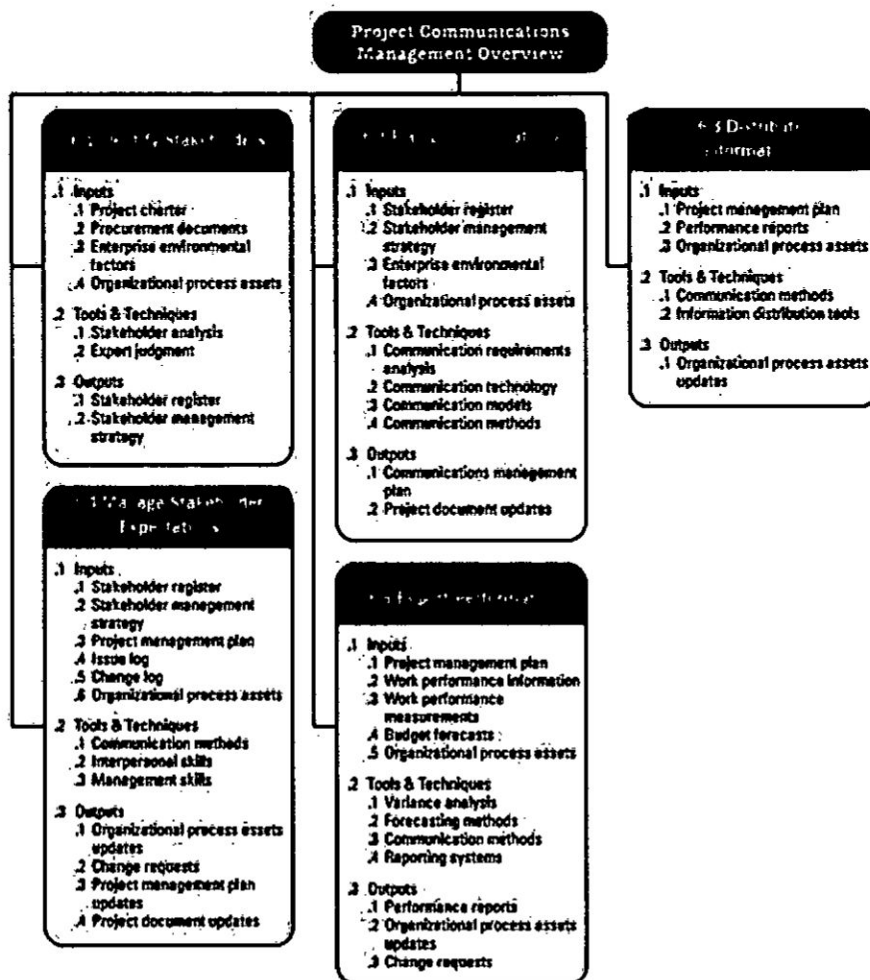 Project Communications
Management Overview
Stakeholders
.1 Inputs
.1 Project charter
.2 Procurement documents
.3 Enterprise environmental
factors
.4 Organizational process assets
.2 Tools & Techniques
.1 Stakeholder analysis
.2 Expert judgment
.3 Outputs
.1 Stakeholder register
.2 Stakeholder management
strategy
.1 Inputs
.1 Stakeholder register
.2 Stakeholder management
strategy
.3 Enterprise environmental
factors
.4 Organizational process assets
.2 Tools & Techniques
.1 Communication requirements
analysis
.2 Communication technology
.3 Communication models
.4 Communication methods
.3 Outputs
.1 Communications management
plan
.2 Project document updates
.1 Inputs
.1 Project management plan
.2 Performance reports
.3 Organizational process assets
.2 Tools & Techniques
.1 Communication methods
.2 Information distribution tools
.3 Outputs
.1 Organizational process assets
updates
Manage Stakeholder
.1 Inputs
.1 Stakeholder register
.2 Stakeholder management
strategy
.3 Project management plan
.4 Issue log
.5 Change log
.6 Organizational process assets
.2 Tools & Techniques
.1 Communication methods
.2 Interpersonal skills
.3 Management skills
.3 Outputs
.1 Organizational process assets
updates
.2 Change requests
.3 Project management plan
updates
.4 Project document updates
.1 Inputs
.1 Project management plan
.2 Work performance information
.3 Work performance
measurements
.4 Budget forecasts
.5 Organizational process assets
.2 Tools & Techniques
.1 Variance analysis
.2 Forecasting methods
.3 Communication methods
.4 Reporting systems
.3 Outputs
.1 Performance reports
.2 Organizational process assets
updates
.3 Change requests